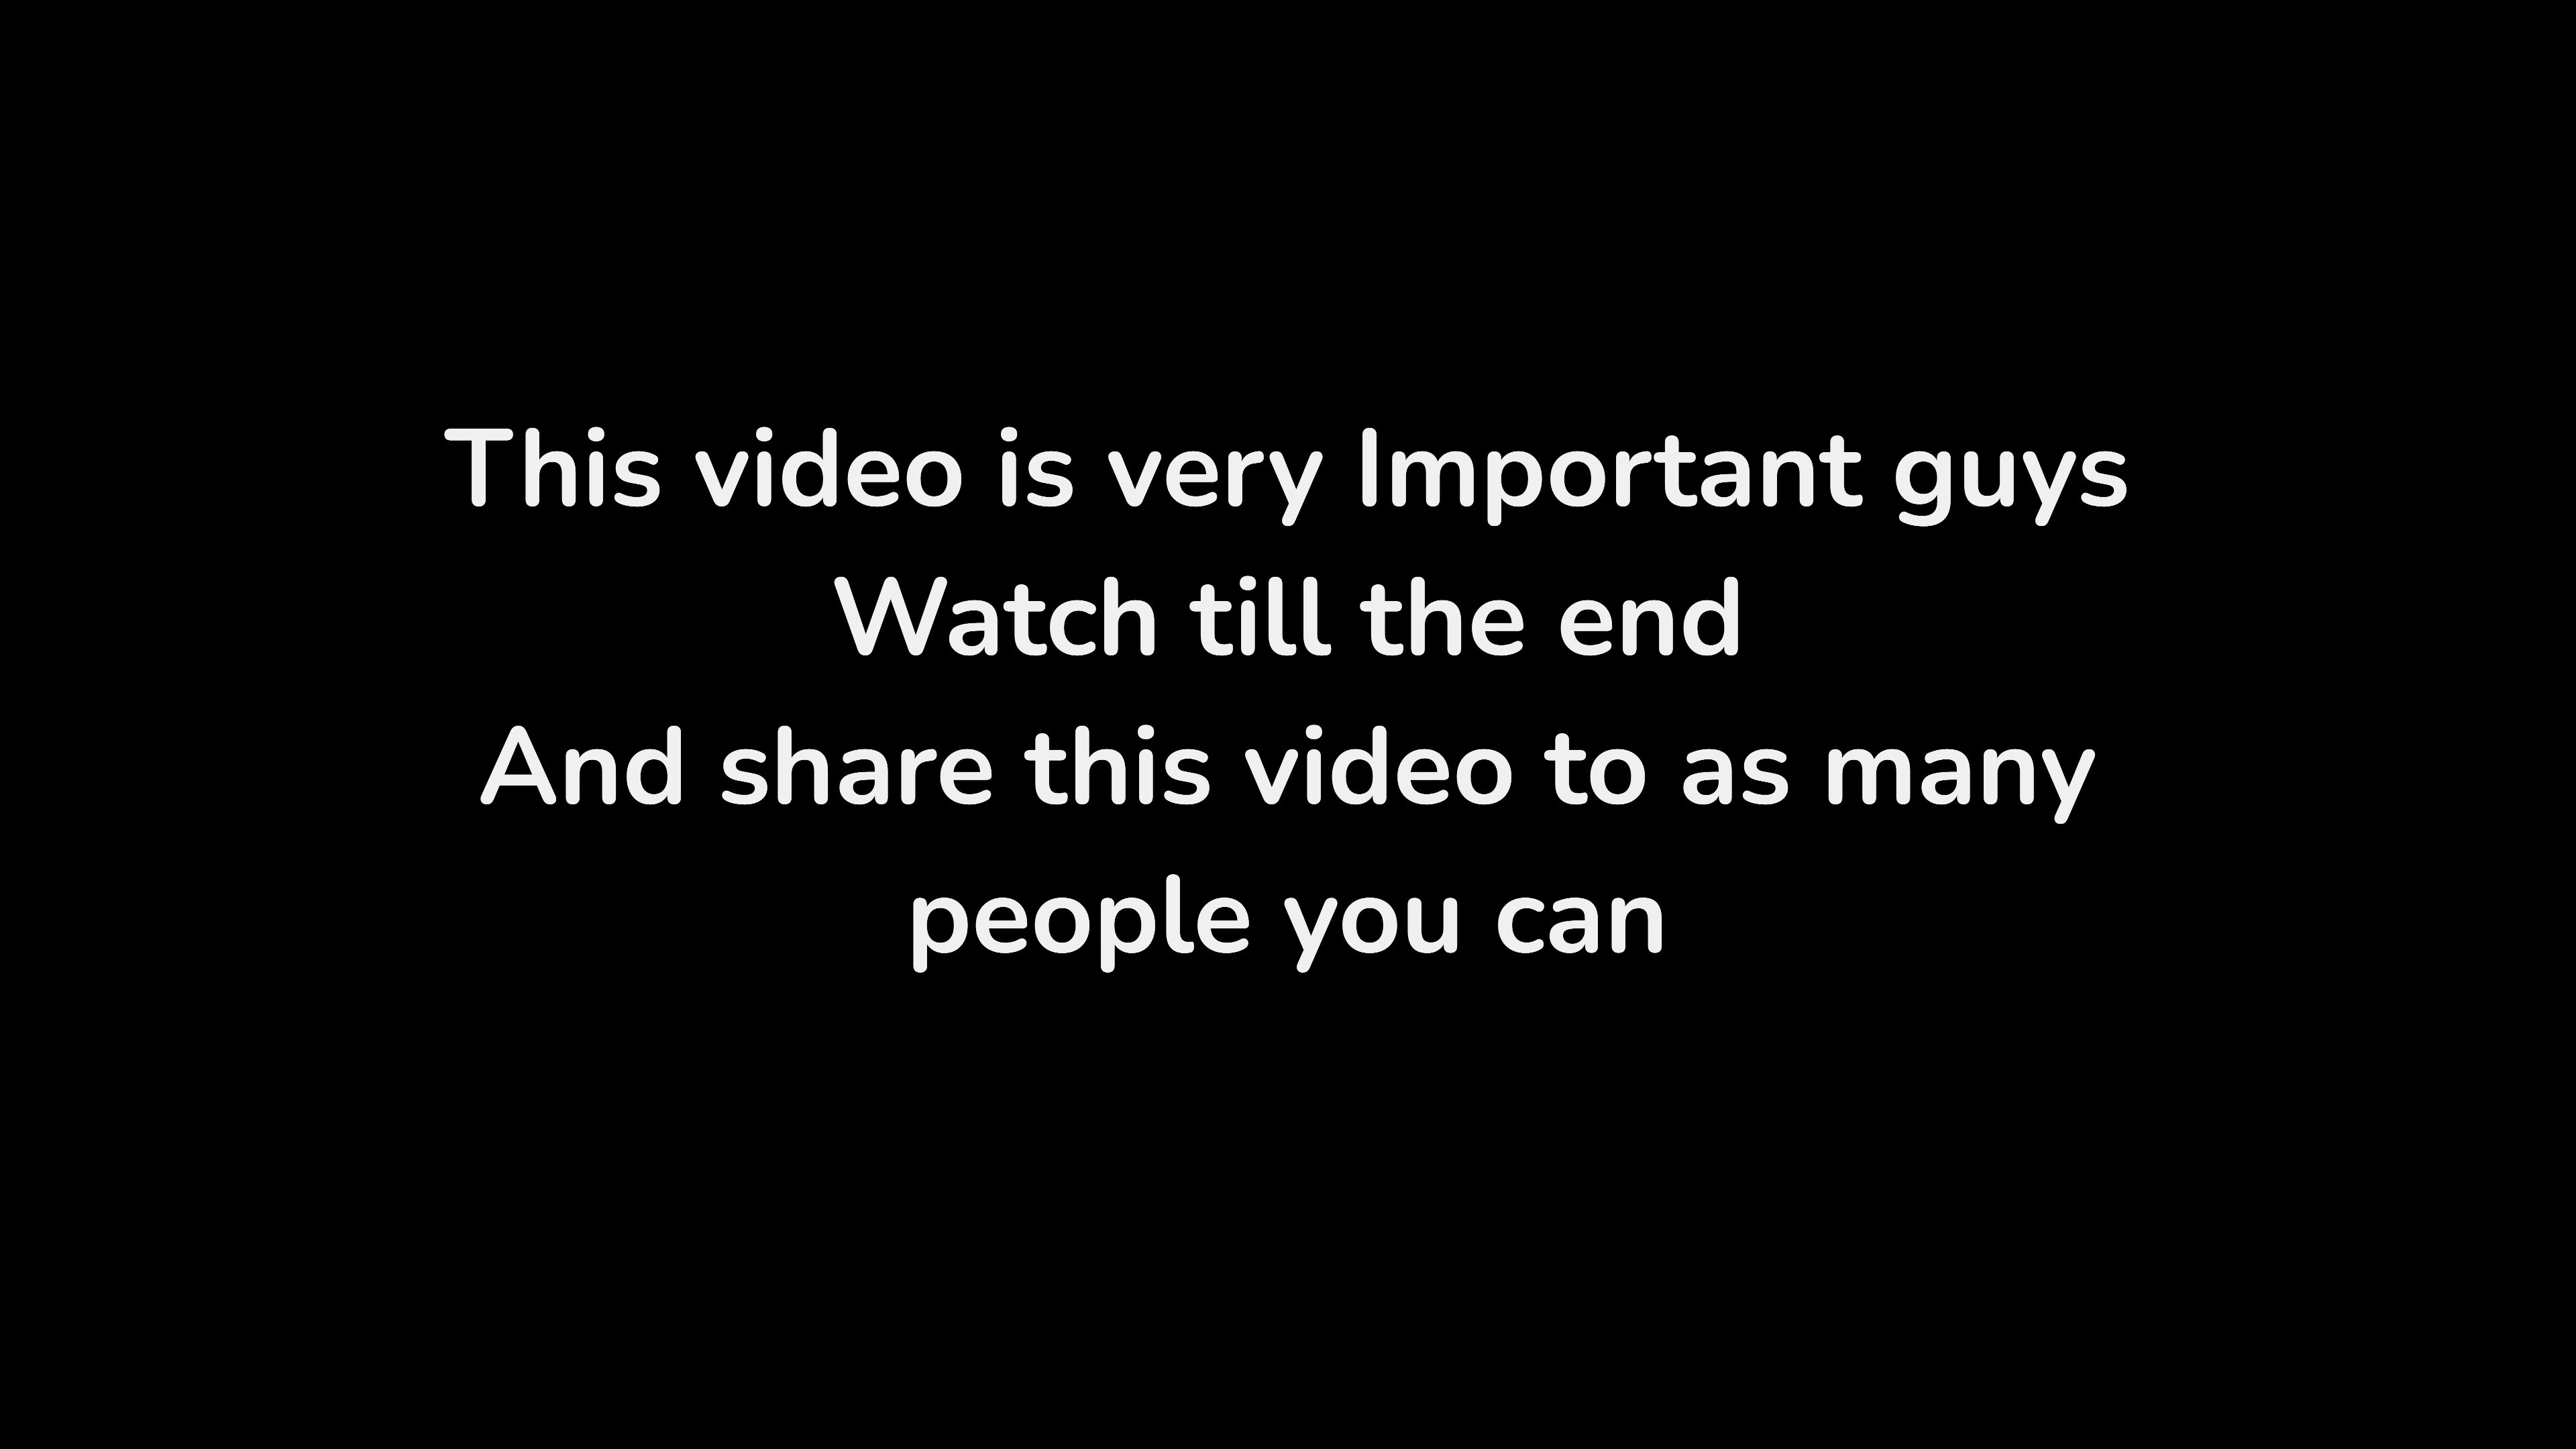 This video is very Important guys
Watch till the end
And share this video to as many
people you can